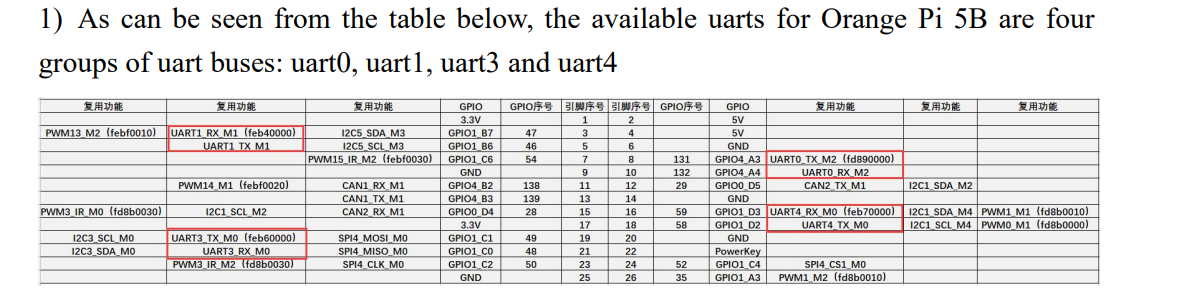 1) As can be seen from the table below, the available uarts for Orange Pi 5B are four
groups of uart buses: uart0, uart1, uart3 and uart4
复用功能 复用功能 复用功能 GPIO GPIO序号 引脚序号 引脚序号 GPIO序号 GPIO 复用功能 复用功能 复用功能
3.3V 1 2 5V
PWM13_M2 (febf0010) UART1_RX_M1 (feb40000) I2C5_SDA_M3 GPIO1_B7 47 3 4 5V
UART1_TX_M1 I2C5_SCL_M3 GPIO1_B6 46 5 6 GND
PWM15_IR_M2 (febf0030) GPIO1_C6 54 7 8 131 GPIO4_A3 UART0_TX_M2 (fd890000)
GND 9 10 132 GPIO4_A4 UART0_RX_M2
PWM14_M1 (febf0020) CAN1_RX_M1 GPIO4_B2 138 11 12 29 GPIO0_D5 CAN2_TX_M1 I2C1_SDA_M2
CAN1_TX_M1 GPIO4_B3 139 13 14 GND
PWM3_IR_M0 (fd8b0030) I2C1_SCL_M2 CAN2_RX_M1 GPIO0_D4 28 15 16 59 GPIO1_D3 UART4_RX_M0 (feb70000) I2C1_SDA_M4 PWM1_M1 (fd8b0010)
3.3V 17 18 58 GPIO1_D2 UART4_TX_M0 I2C1_SCL_M4 PWM0_M1 (fd8b0000)
I2C3_SCL_M0 UART3_TX_M0 (feb60000) SPI4_MOSI_M0 GPIO1_C1 49 19 20 GND
I2C3_SDA_M0 UART3_RX_M0 SPI4_MISO_M0 GPIO1_C0 48 21 22 PowerKey
PWM3_IR_M2 (fd8b0030) SPI4_CLK_M0 GPIO1_C2 50 23 24 52 GPIO1_C4 SPI4_CS1_M0
GND 25 26 35 GPIO1_A3 PWM1_M2 (fd8b0010)